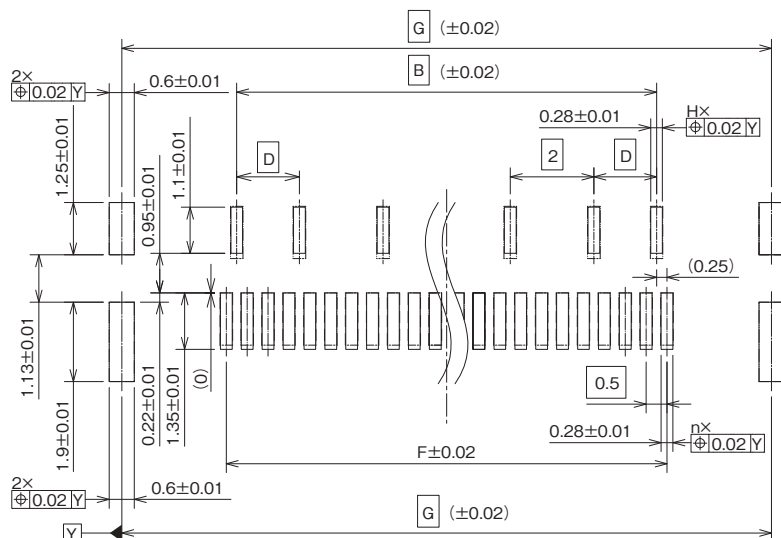 G (±0.02)
2×
⌖ 0.02 Y
0.6±0.01
B (±0.02)
H×
0.28±0.01
⌖ 0.02 Y
D
2
D
1.25±0.01
0.95±0.01
1.1±0.01
(0.25)
1.13±0.01
1.9±0.01
0.22±0.01
1.35±0.01
(0)
0.5
0.28±0.01
n×
⌖ 0.02 Y
F±0.02
2×
⌖ 0.02 Y
0.6±0.01
G (±0.02)
Y